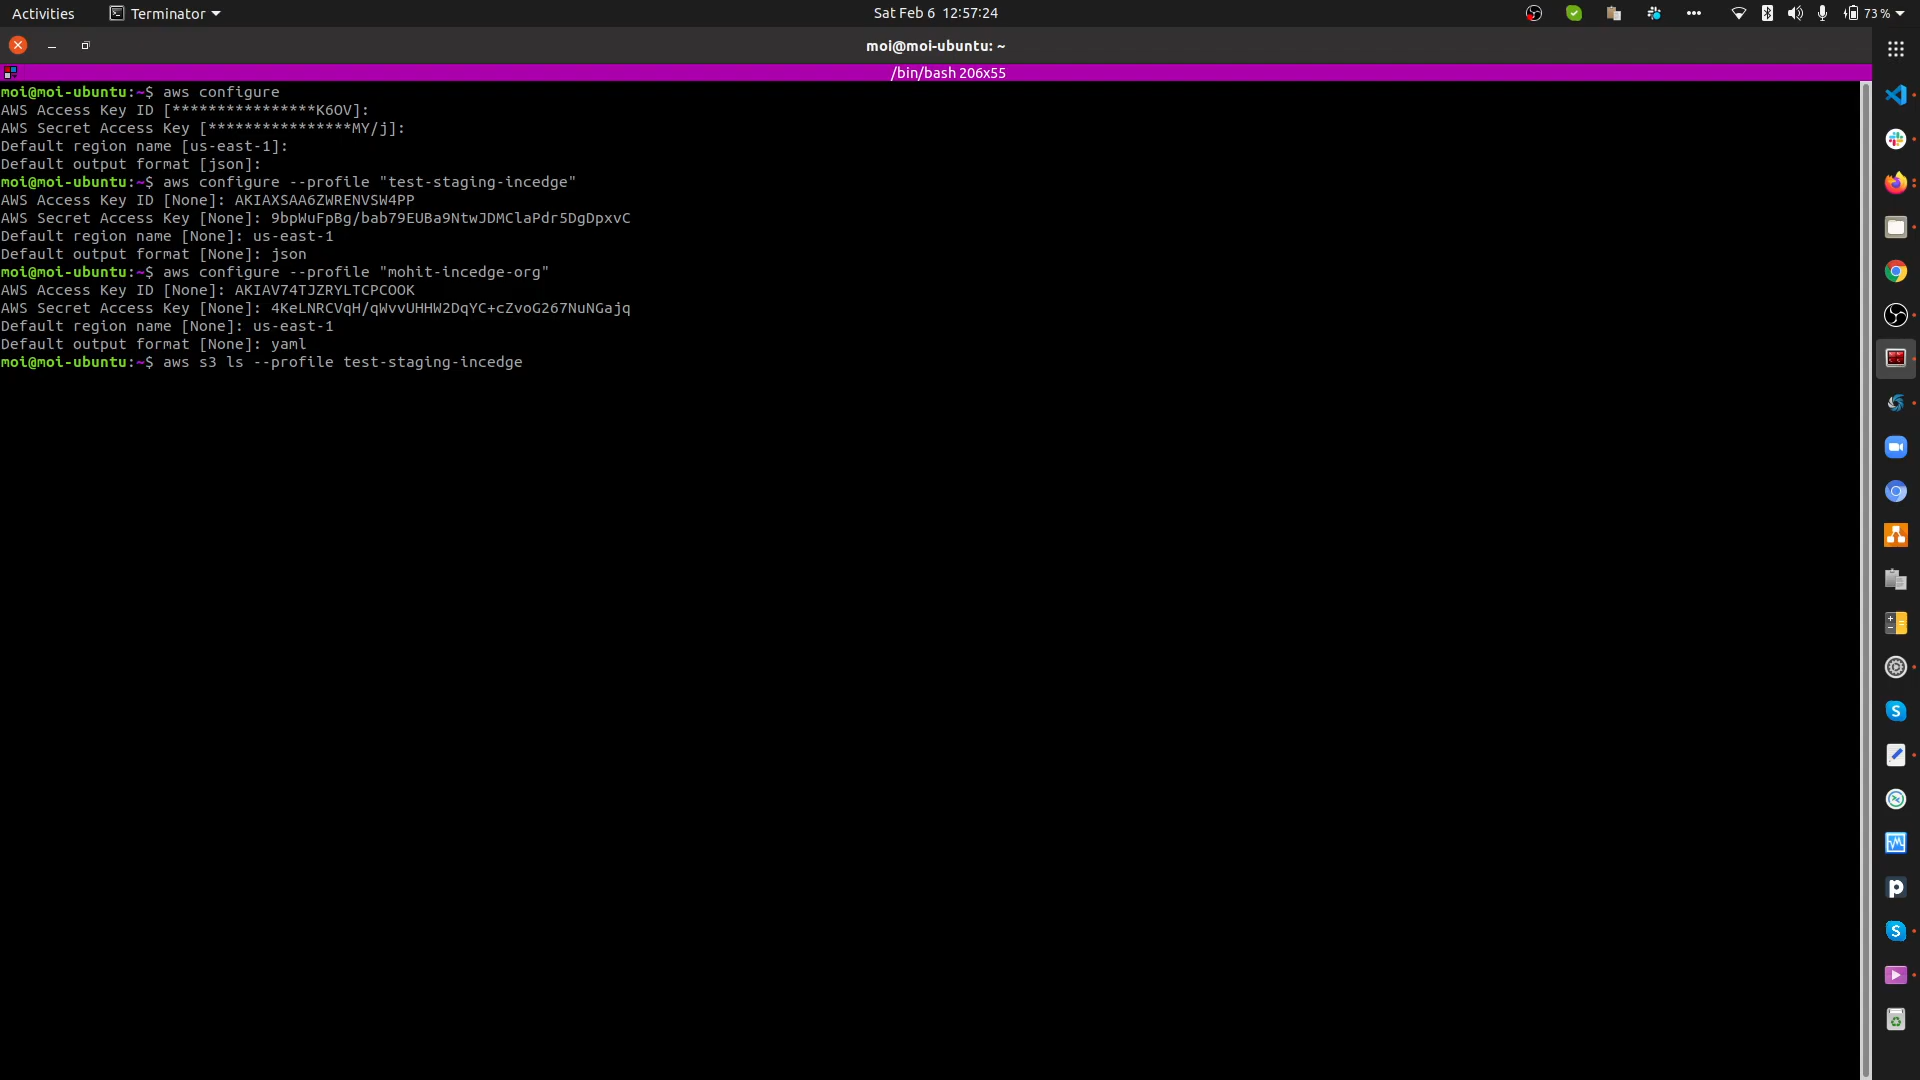 Activities
Terminator
Sat Feb 6 12:57:24
73 %
moi@moi-ubuntu: ~
/bin/bash 206x55
moi@moi-ubuntu:~$ aws configure
AWS Access Key ID [****************K6OV]:
AWS Secret Access Key [****************MY/j]:
Default region name [us-east-1]:
Default output format [json]:
moi@moi-ubuntu:~$ aws configure --profile "test-staging-incedge"
AWS Access Key ID [None]: AKIAXSAA6ZWRENVSW4PP
AWS Secret Access Key [None]: 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
Default region name [None]: us-east-1
Default output format [None]: json
moi@moi-ubuntu:~$ aws configure --profile "mohit-incedge-org"
AWS Access Key ID [None]: AKIAV74TJZRYLTCPCOOK
AWS Secret Access Key [None]: 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
Default region name [None]: us-east-1
Default output format [None]: yaml
moi@moi-ubuntu:~$ aws s3 ls --profile test-staging-incedge